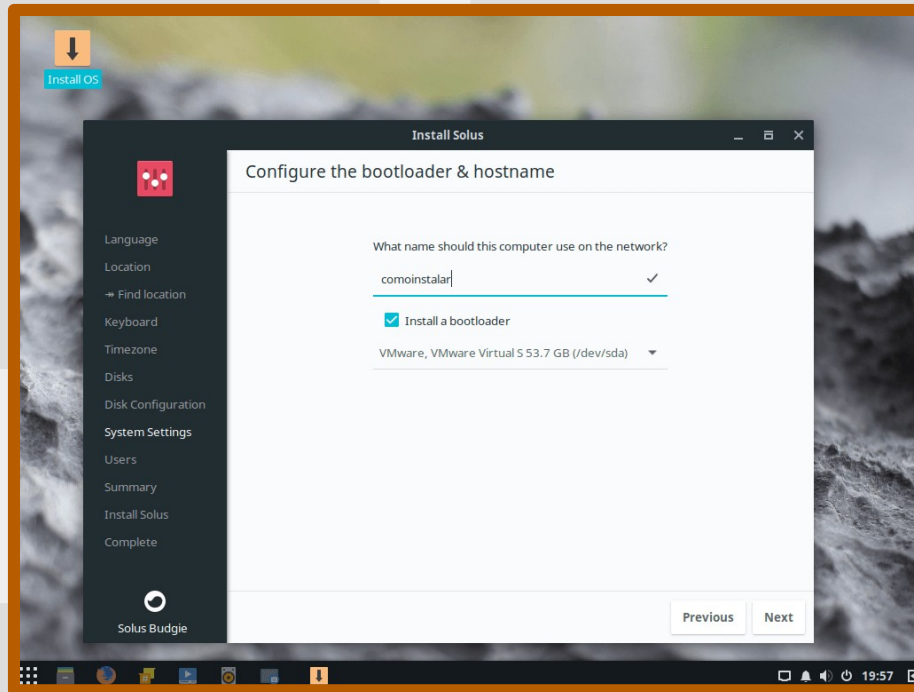 Install OS
Install Solus
Configure the bootloader & hostname
Language
Location
↠ Find location
Keyboard
Timezone
Disks
Disk Configuration
System Settings
Users
Summary
Install Solus
Complete
Solus Budgie
What name should this computer use on the network?
comoinstalar
Install a bootloader
VMware, VMware Virtual S 53.7 GB (/dev/sda)
Previous
Next
19:57